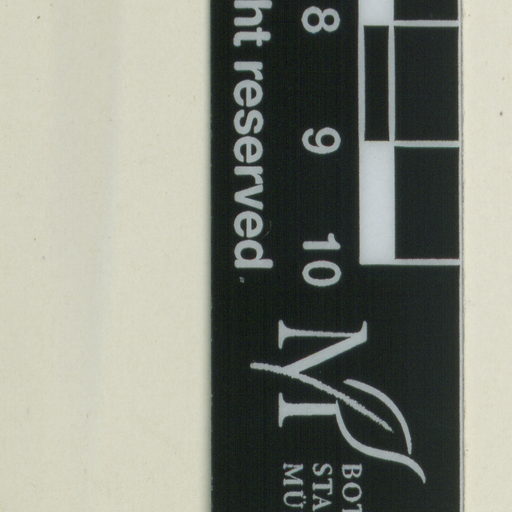 ht reserved
8 9 10
M
BOT
STA
MÜ